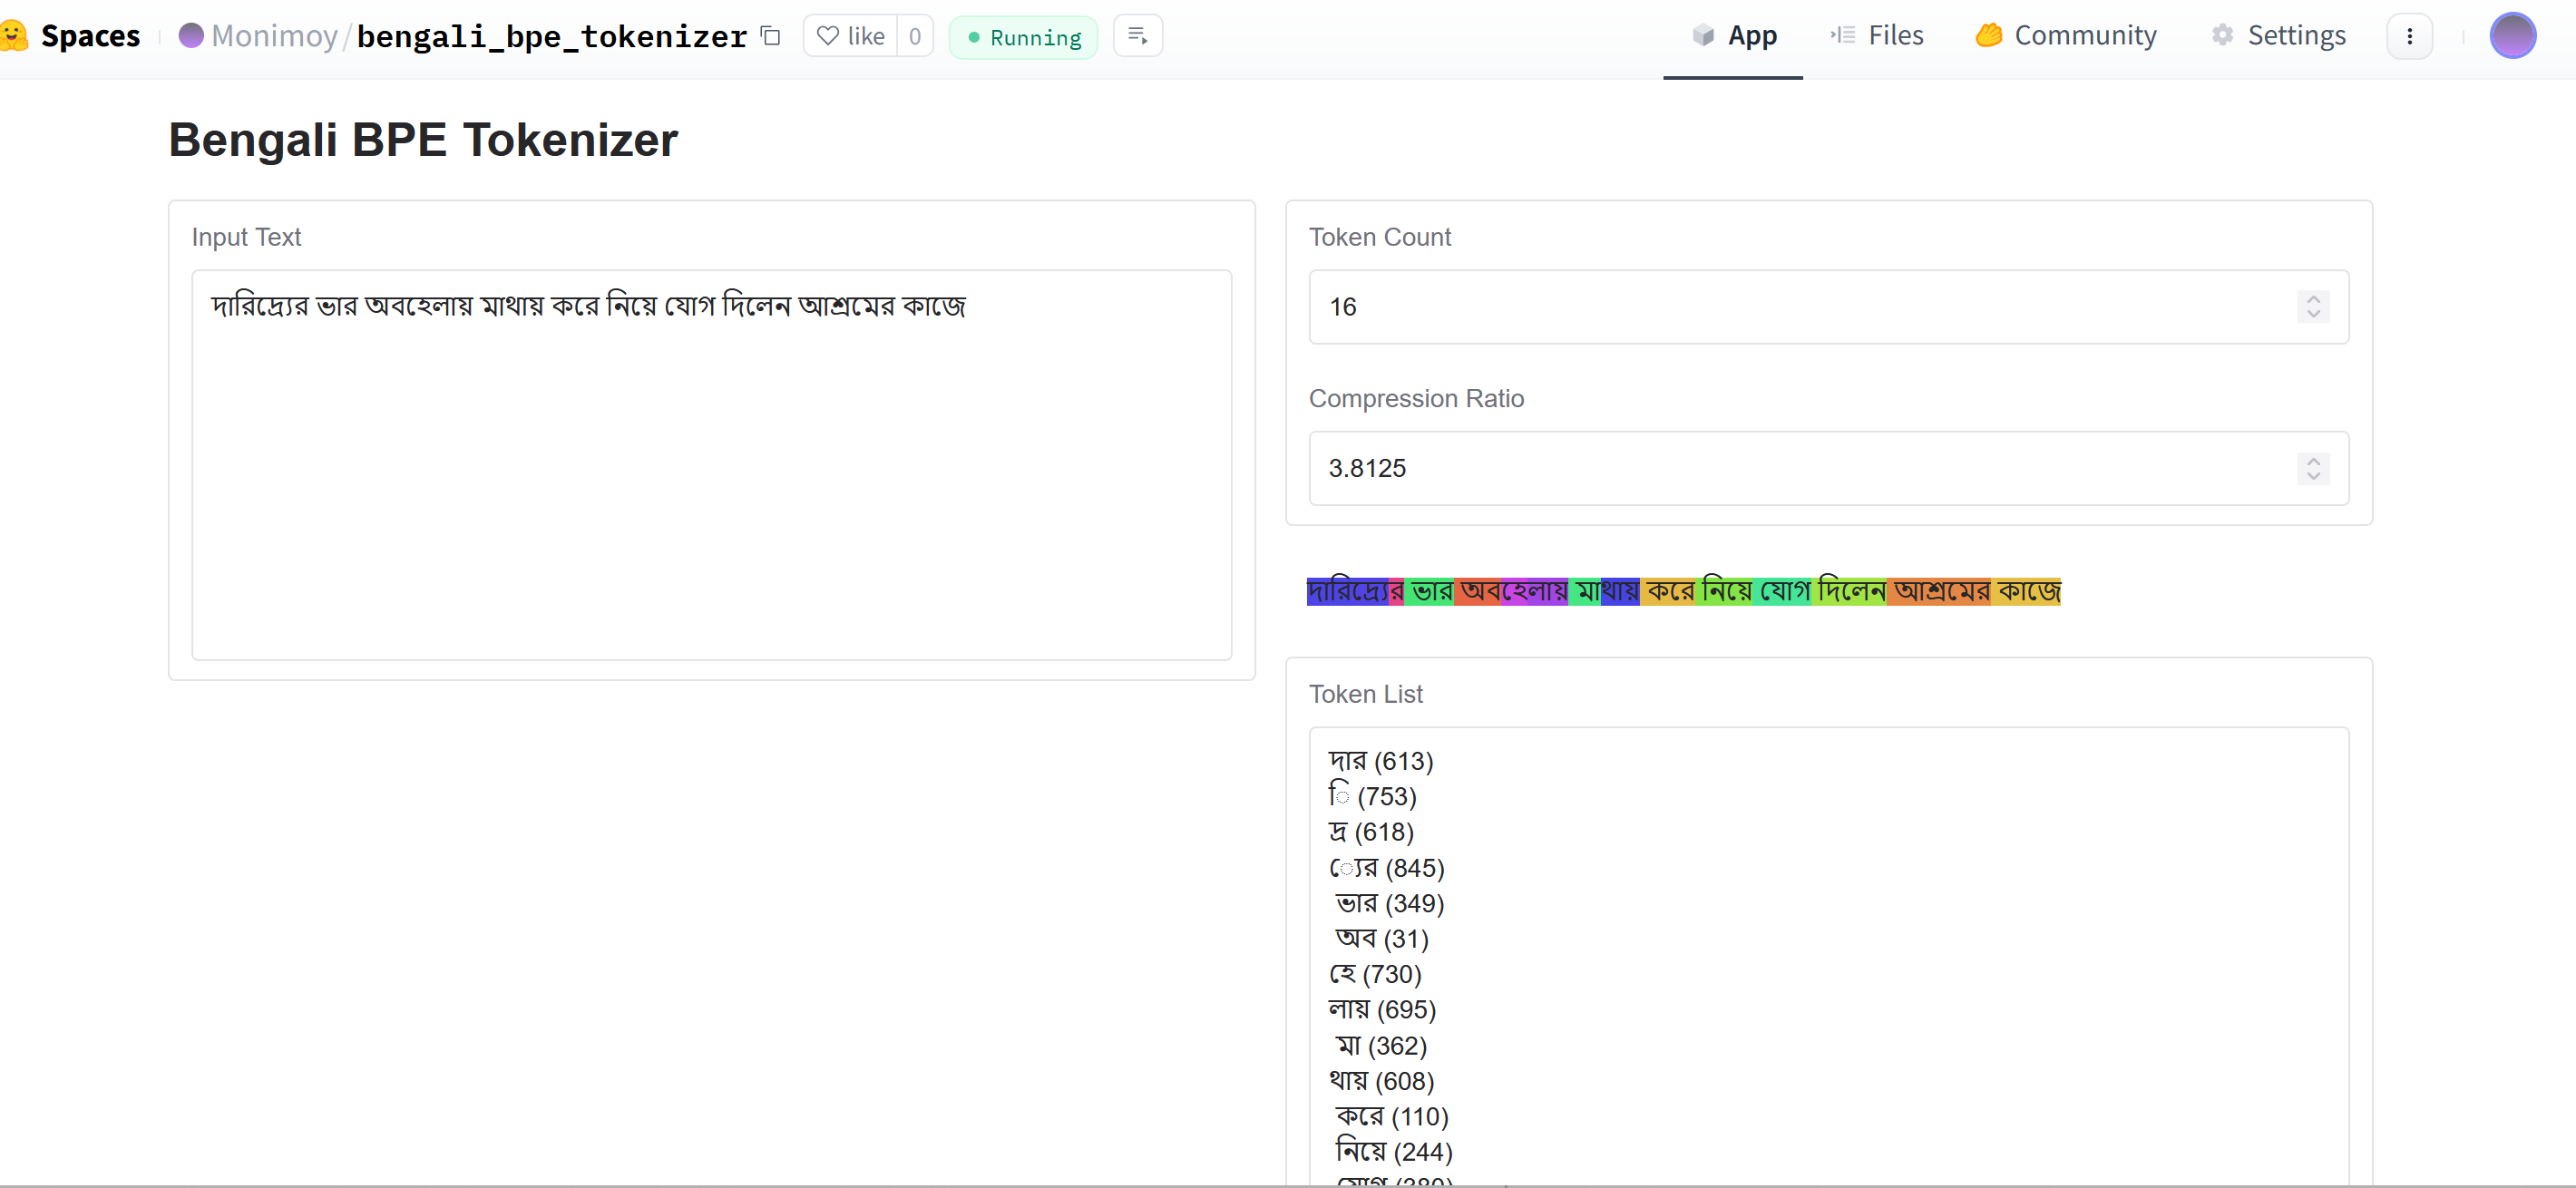 Spaces Monimoy/bengali_bpe_tokenizer like 0 Running App Files Community Settings
Bengali BPE Tokenizer
Input Text
দারিদ্র্যের ভার অবহেলায় মাথায় করে নিয়ে যোগ দিলেন আশ্রমের কাজে
Token Count
16
Compression Ratio
3.8125
দারিদ্র্যের ভার অবহেলায় মাথায় করে নিয়ে যোগ দিলেন আশ্রমের কাজে
Token List
দার (613)
ি (753)
দ্র (618)
্যের (845)
ভার (349)
অব (31)
হে (730)
লায় (695)
মা (362)
থায় (608)
করে (110)
নিয়ে (244)
যোগ (380)